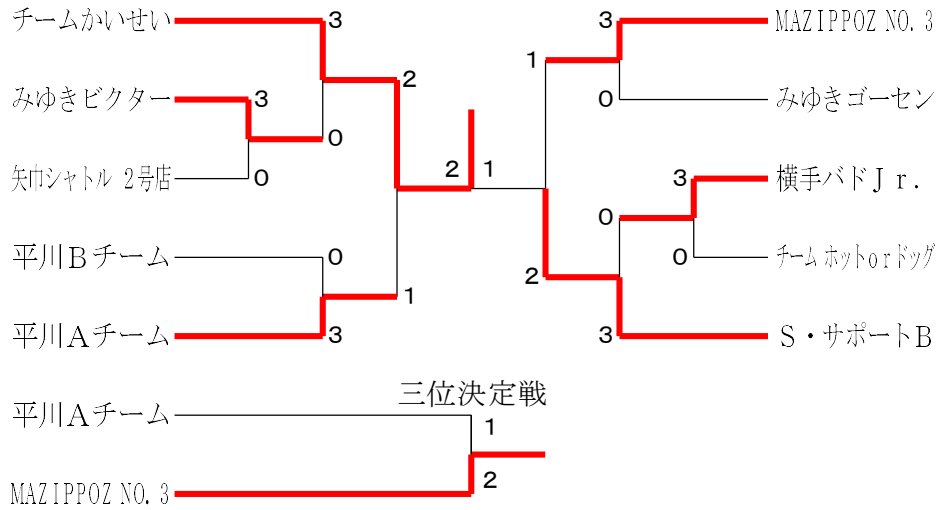 チームかいせい
3
3
MAZIPPOZ NO. 3
2
1
みゆきビクター
3
0
みゆきゴーセン
0
矢巾シャトル 2号店
0
2
1
3
横手バドJr.
0
平川Bチーム
0
0
チームホットorドッグ
1
2
平川Aチーム
3
3
S・サポートB
三位決定戦
平川Aチーム
1
2
MAZIPPOZ NO. 3